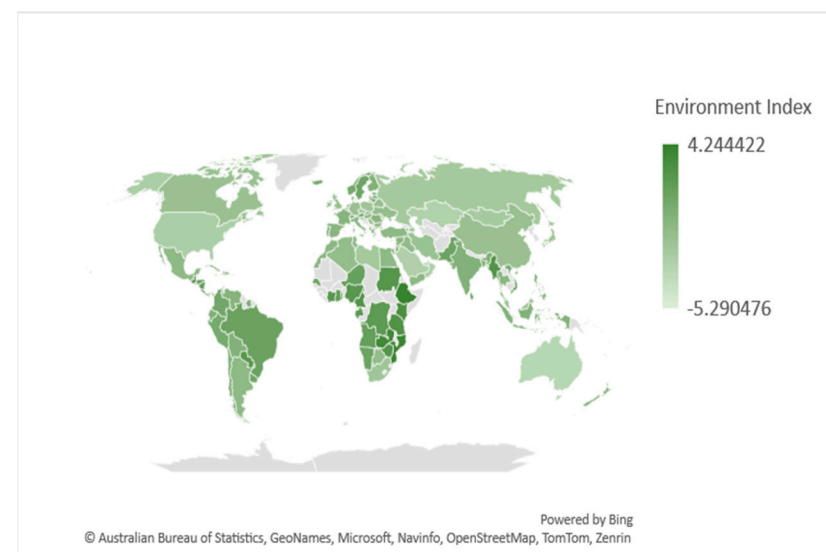 Environment Index
4.244422
-5.290476
Powered by Bing
© Australian Bureau of Statistics, GeoNames, Microsoft, Navinfo, OpenStreetMap, TomTom, Zenrin